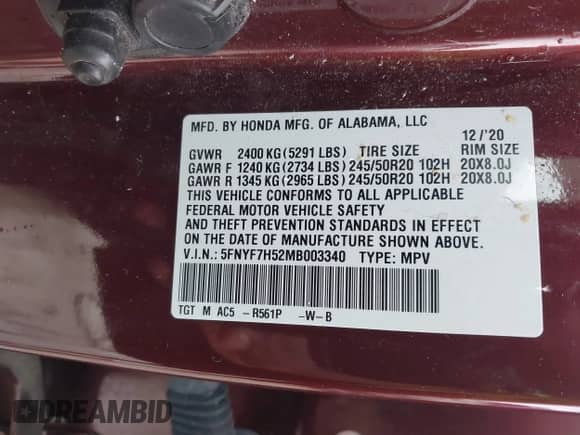 MFD. BY HONDA MFG. OF ALABAMA, LLC 12/'20
GVWR 2400 KG (5291 LBS) TIRE SIZE RIM SIZE
GAWR F 1240 KG (2734 LBS) 245/50R20 102H 20X8.0J
GAWR R 1345 KG (2965 LBS) 245/50R20 102H 20X8.0J
THIS VEHICLE CONFORMS TO ALL APPLICABLE
FEDERAL MOTOR VEHICLE SAFETY
AND THEFT PREVENTION STANDARDS IN EFFECT
ON THE DATE OF MANUFACTURE SHOWN ABOVE.
V.I.N.: 5FNYF7H52MB003340 TYPE: MPV
TGT M AC5 - R561P -W-B
DREAMBID